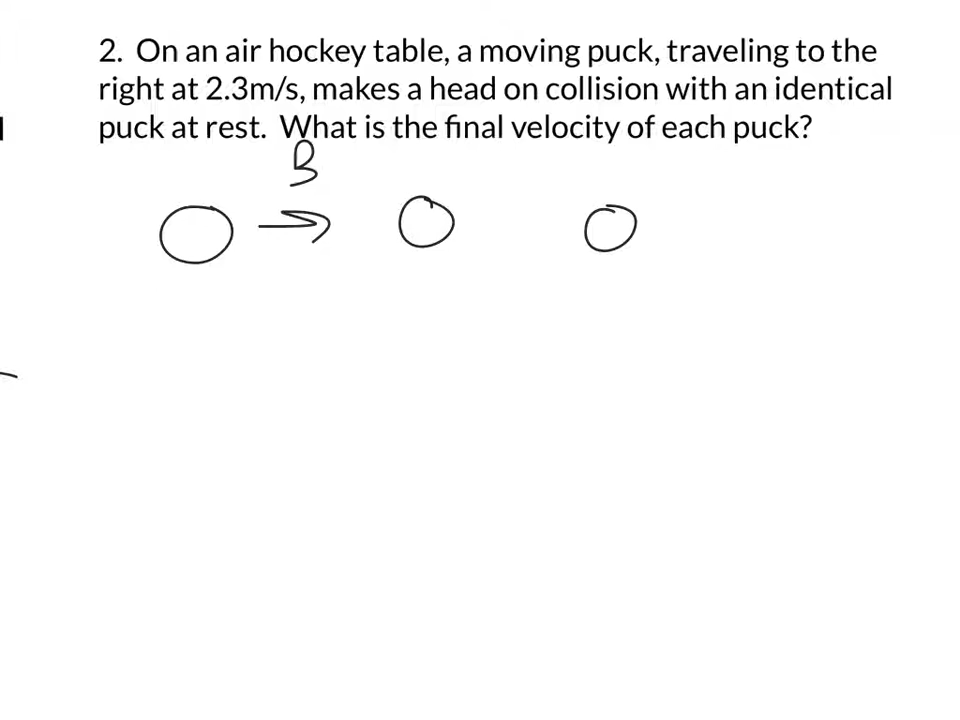 2. On an air hockey table, a moving puck, traveling to the
right at 2.3m/s, makes a head on collision with an identical
puck at rest. What is the final velocity of each puck?
B